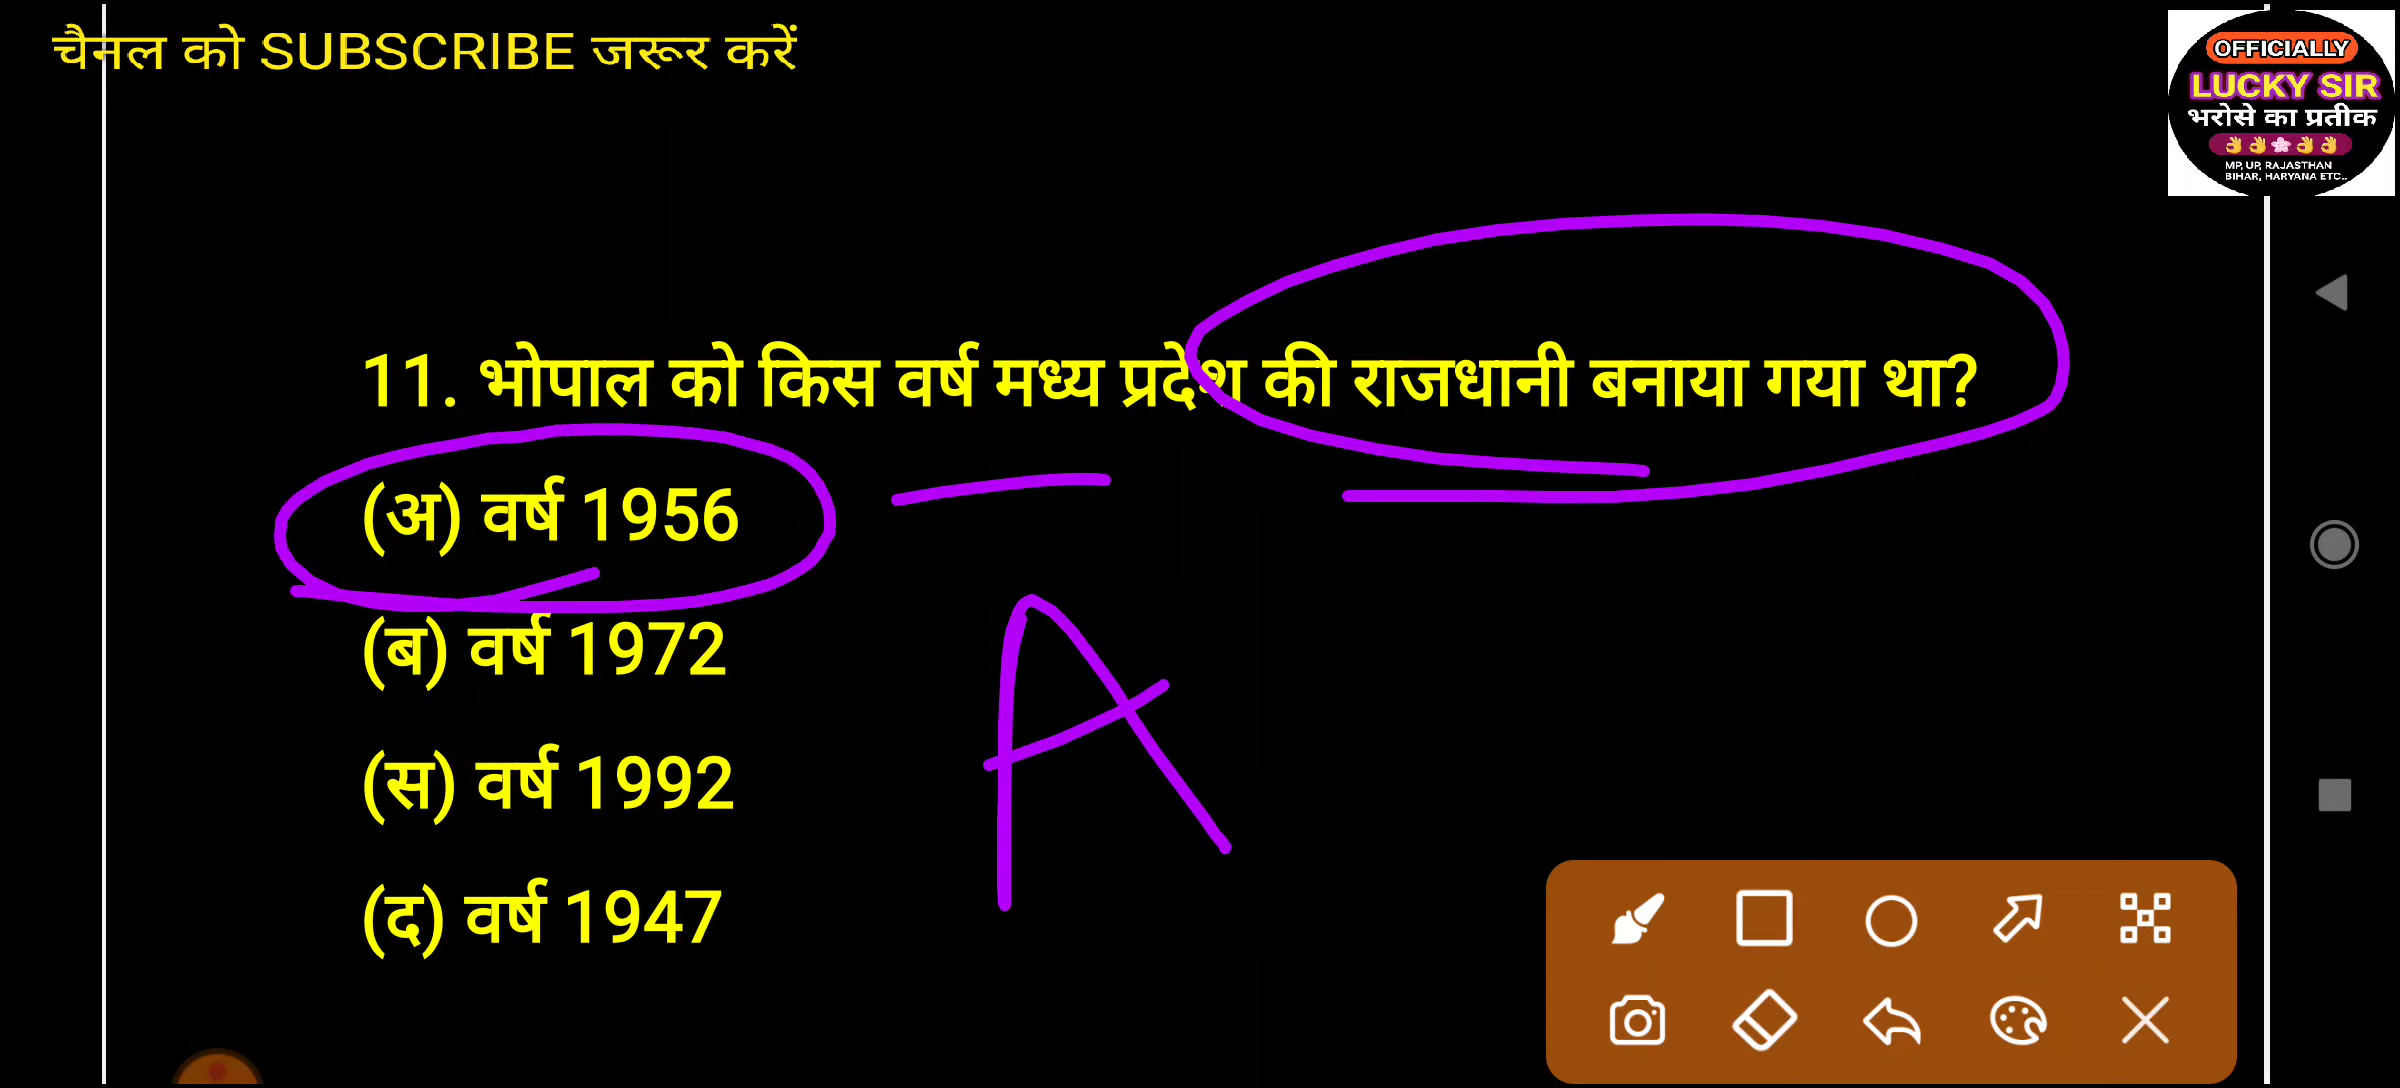 चैनल को SUBSCRIBE जरूर करें
OFFICIALLY
LUCKY SIR
भरोसे का प्रतीक
MP, UP, RAJASTHAN
BIHAR, HARYANA ETC..
11. भोपाल को किस वर्ष मध्य प्रदेश की राजधानी बनाया गया था?
(अ) वर्ष 1956
(ब) वर्ष 1972
A
(स) वर्ष 1992
(द) वर्ष 1947